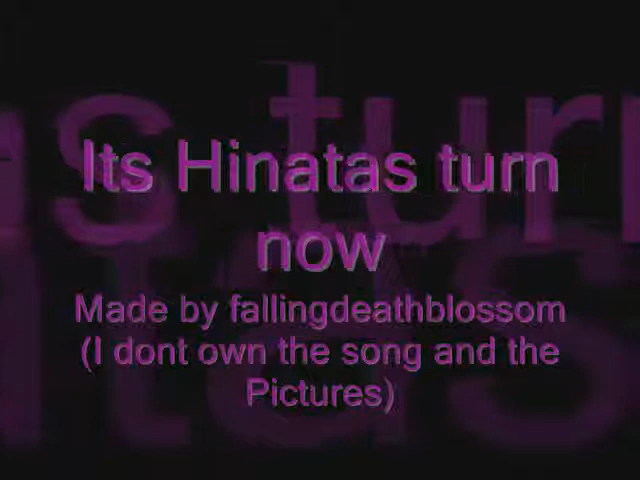 Its Hinatas turn
now
Made by fallingdeathblossom
(I dont own the song and the
Pictures)